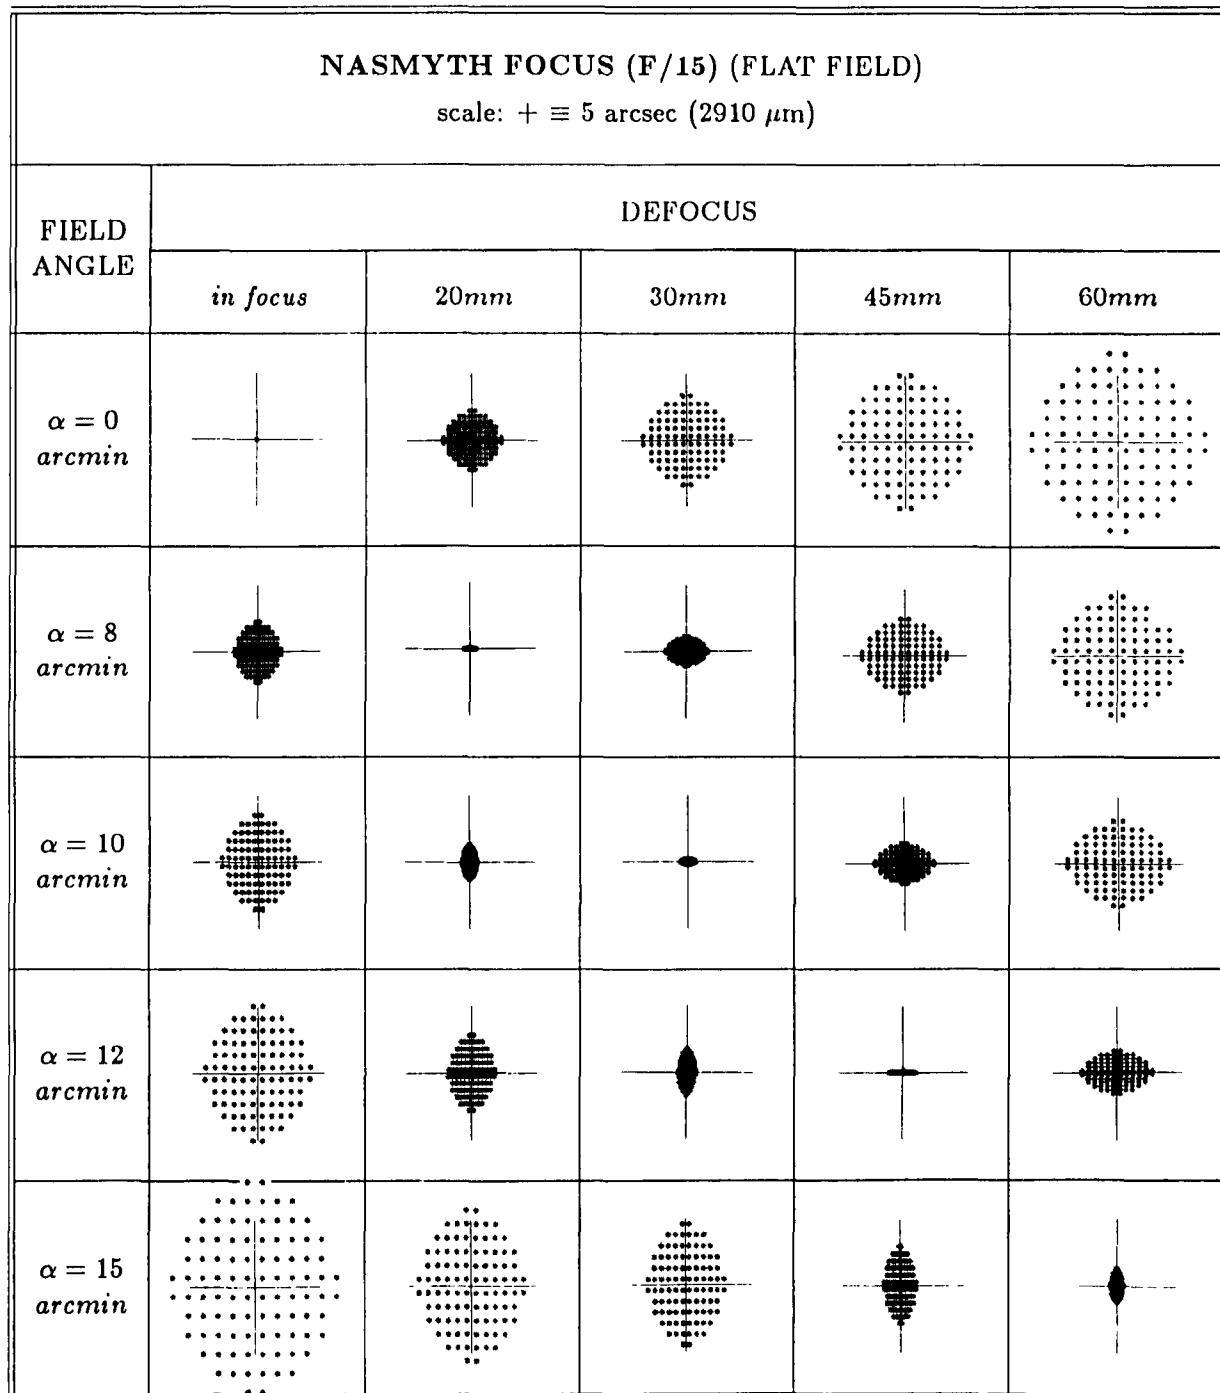 NASMYTH FOCUS (F/15) (FLAT FIELD)
scale: + ≡ 5 arcsec (2910 μm)
FIELD
ANGLE
DEFOCUS
in focus 20mm 30mm 45mm 60mm
α = 0
arcmin
α = 8
arcmin
α = 10
arcmin
α = 12
arcmin
α = 15
arcmin